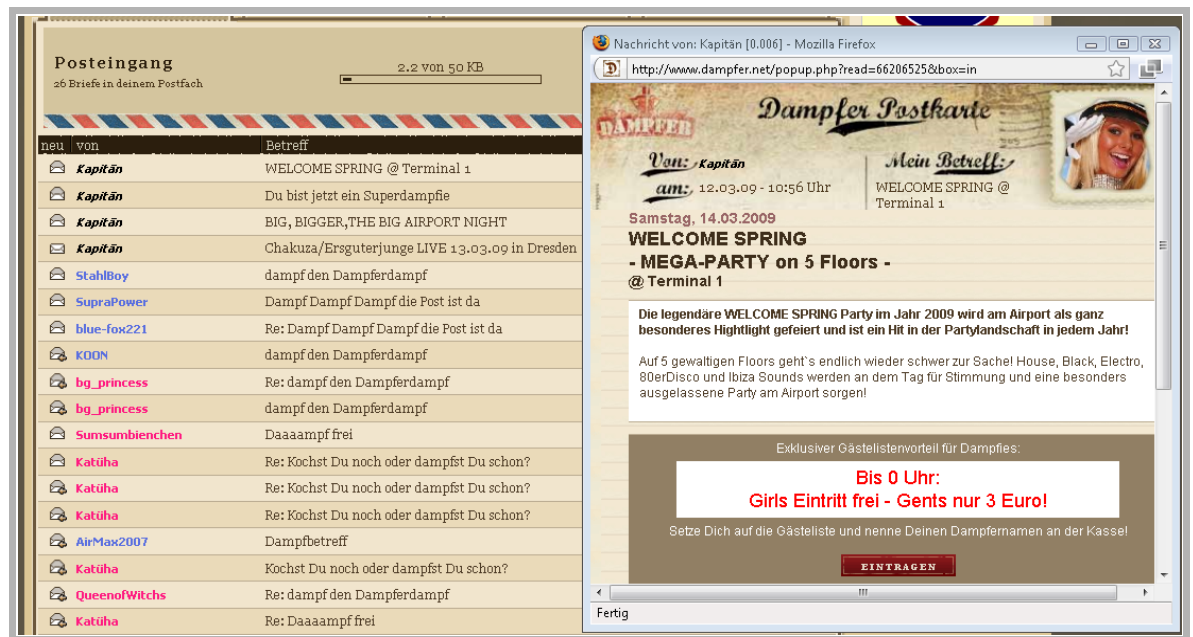 Posteingang
26 Briefe in deinem Postfach
2.2 von 50 KB
neu von Betreff
Kapitän WELCOME SPRING @ Terminal 1
Kapitän Du bist jetzt ein Superdampfie
Kapitän BIG, BIGGER,THE BIG AIRPORT NIGHT
Kapitän Chakuza/Ersguterjunge LIVE 13.03.09 in Dresden
StahlBoy dampf den Dampferdampf
SupraPower Dampf Dampf Dampf die Post ist da
blue-fox221 Re: Dampf Dampf Dampf die Post ist da
KOON dampf den Dampferdampf
bg_princess Re: dampf den Dampferdampf
bg_princess dampf den Dampferdampf
Sumsumbienchen Daaaampf frei
Katüha Re: Kochst Du noch oder dampfst Du schon?
Katüha Re: Kochst Du noch oder dampfst Du schon?
Katüha Re: Kochst Du noch oder dampfst Du schon?
AirMax2007 Dampfbetreff
Katüha Kochst Du noch oder dampfst Du schon?
QueenofWitchs Re: dampf den Dampferdampf
Katüha Re: Daaaampf frei
Nachricht von: Kapitän [0.006] - Mozilla Firefox
http://www.dampfer.net/popup.php?read=66206525&box=in
DAMPFER
Dampfer Postkarte
Von: Kapitän
am: 12.03.09 - 10:56 Uhr
Mein Betreff:
WELCOME SPRING @
Terminal 1
Samstag, 14.03.2009
WELCOME SPRING
- MEGA-PARTY on 5 Floors -
@ Terminal 1
Die legendäre WELCOME SPRING Party im Jahr 2009 wird am Airport als ganz
besonderes Hightlight gefeiert und ist ein Hit in der Partylandschaft in jedem Jahr!
Auf 5 gewaltigen Floors geht`s endlich wieder schwer zur Sache! House, Black, Electro,
80erDisco und Ibiza Sounds werden an dem Tag für Stimmung und eine besonders
ausgelassene Party am Airport sorgen!
Exklusiver Gästelistenvorteil für Dampfies:
Bis 0 Uhr:
Girls Eintritt frei - Gents nur 3 Euro!
Setze Dich auf die Gästeliste und nenne Deinen Dampfernamen an der Kasse!
EINTRAGEN
Fertig